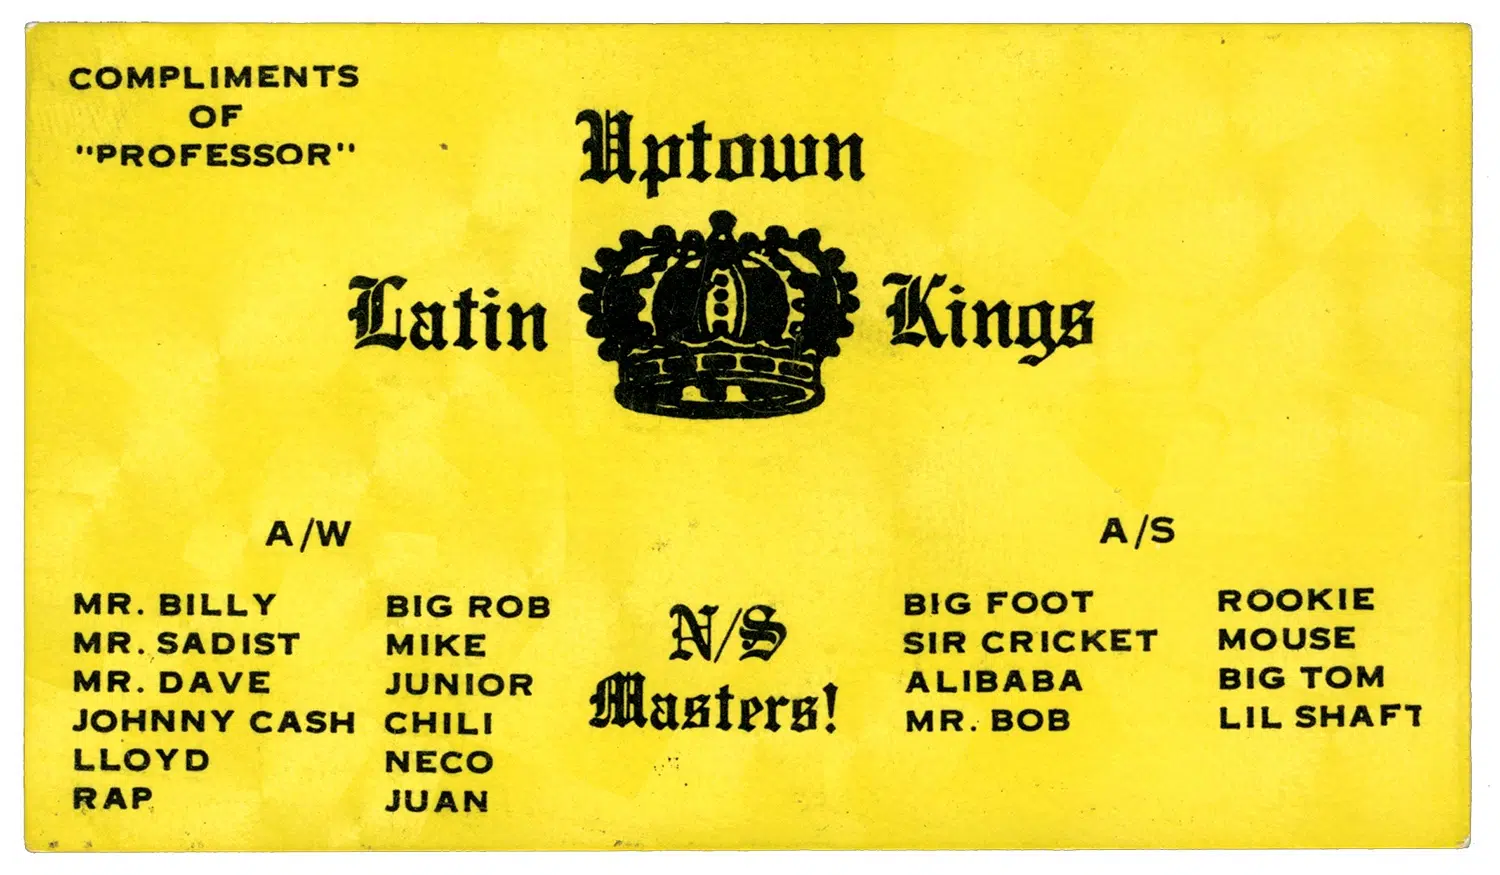 COMPLIMENTS
OF
"PROFESSOR"
Uptown
Latin Kings
A/W
MR. BILLY
MR. SADIST
MR. DAVE
JOHNNY CASH
LLOYD
RAP
BIG ROB
MIKE
JUNIOR
CHILI
NECO
JUAN
N/S
Masters!
A/S
BIG FOOT
SIR CRICKET
ALIBABA
MR. BOB
ROOKIE
MOUSE
BIG TOM
LIL SHAFT